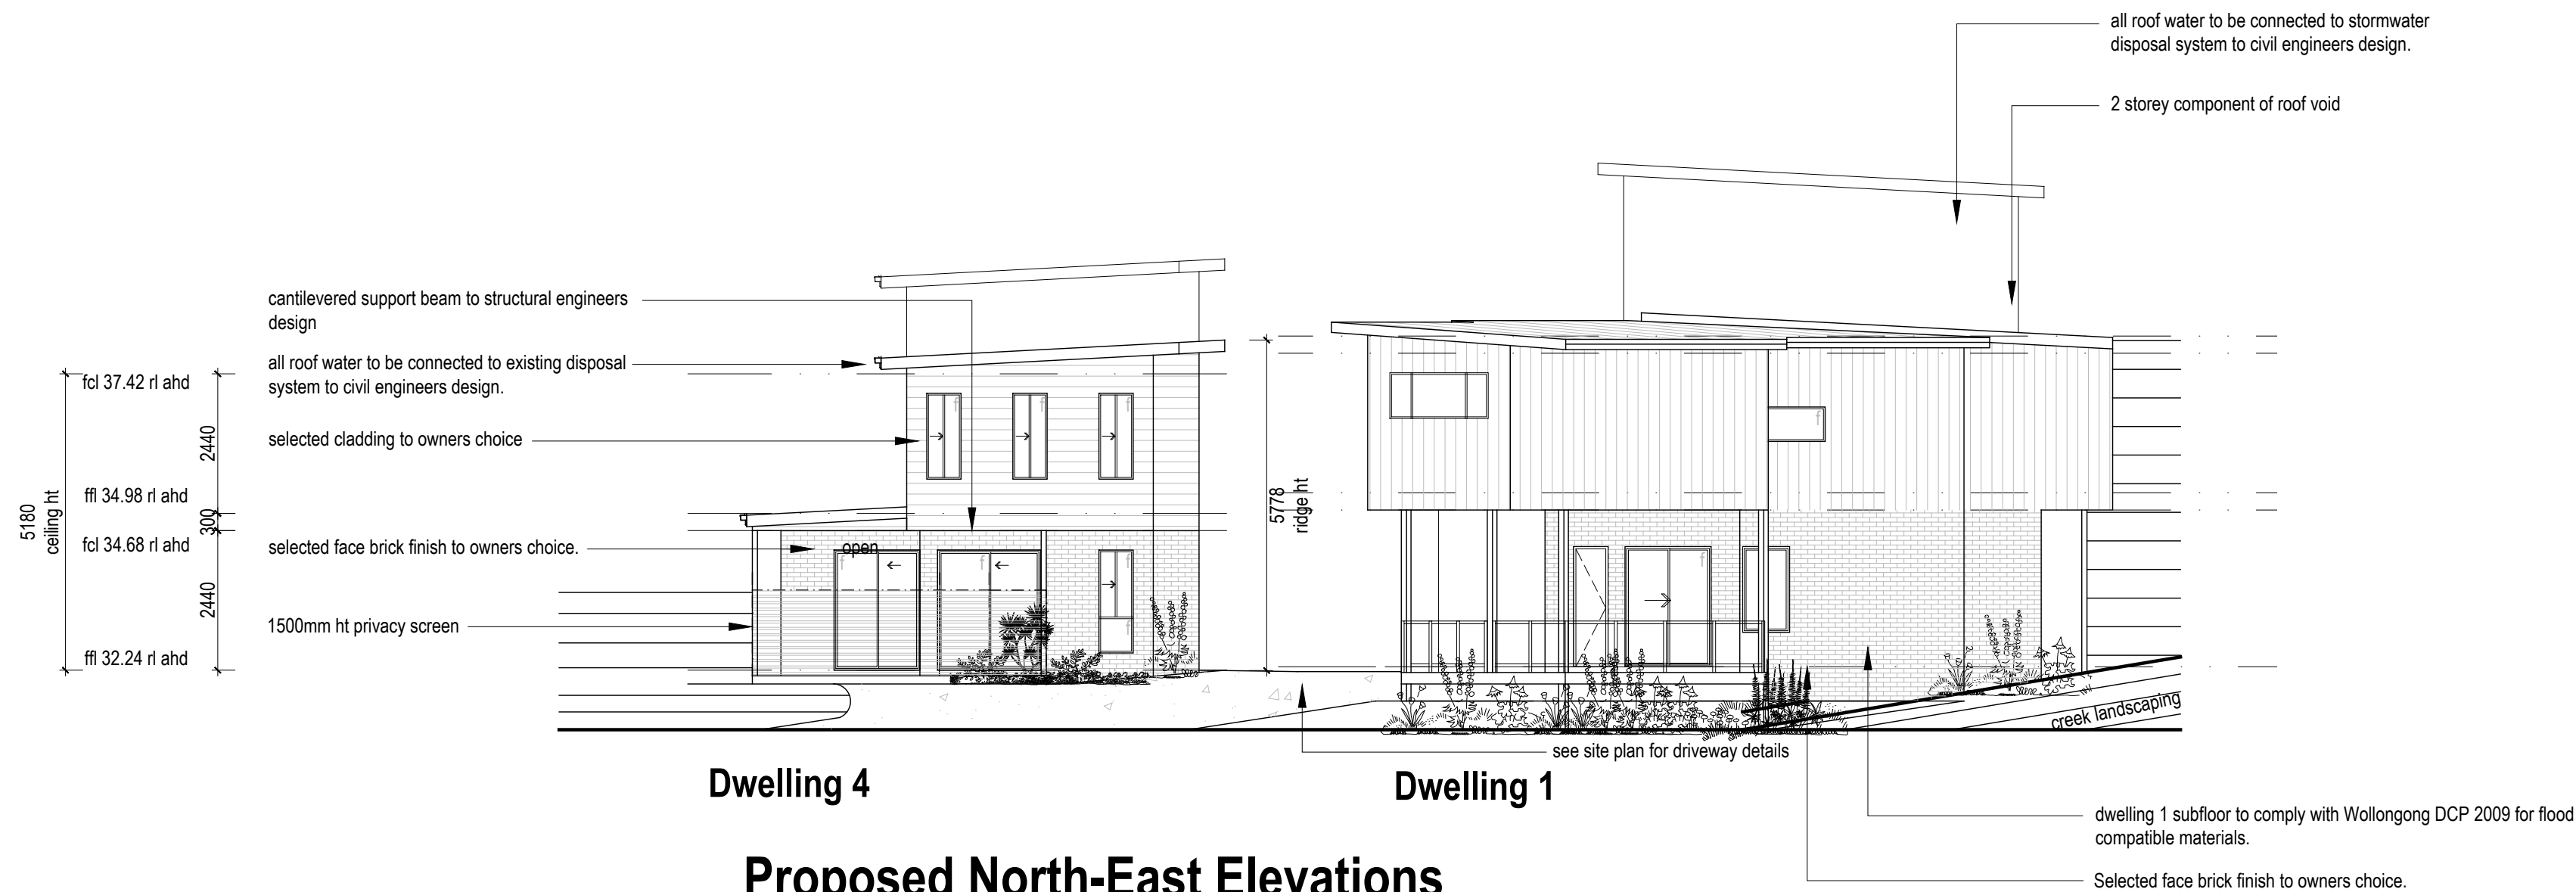 all roof water to be connected to stormwater
disposal system to civil engineers design.
2 storey component of roof void
cantilevered support beam to structural engineers
design
all roof water to be connected to existing disposal
system to civil engineers design.
fcl 37.42 rl ahd
selected cladding to owners choice
2440
ffl 34.98 rl ahd
5180
ceiling ht
300
fcl 34.68 rl ahd
selected face brick finish to owners choice.
open
2440
1500mm ht privacy screen
ffl 32.24 rl ahd
f
f
f
f
f
f
f
5778
ridge ht
f
f
creek landscaping
see site plan for driveway details
Dwelling 4
Dwelling 1
dwelling 1 subfloor to comply with Wollongong DCP 2009 for flood
compatible materials.
Selected face brick finish to owners choice.
Proposed North-East Elevations